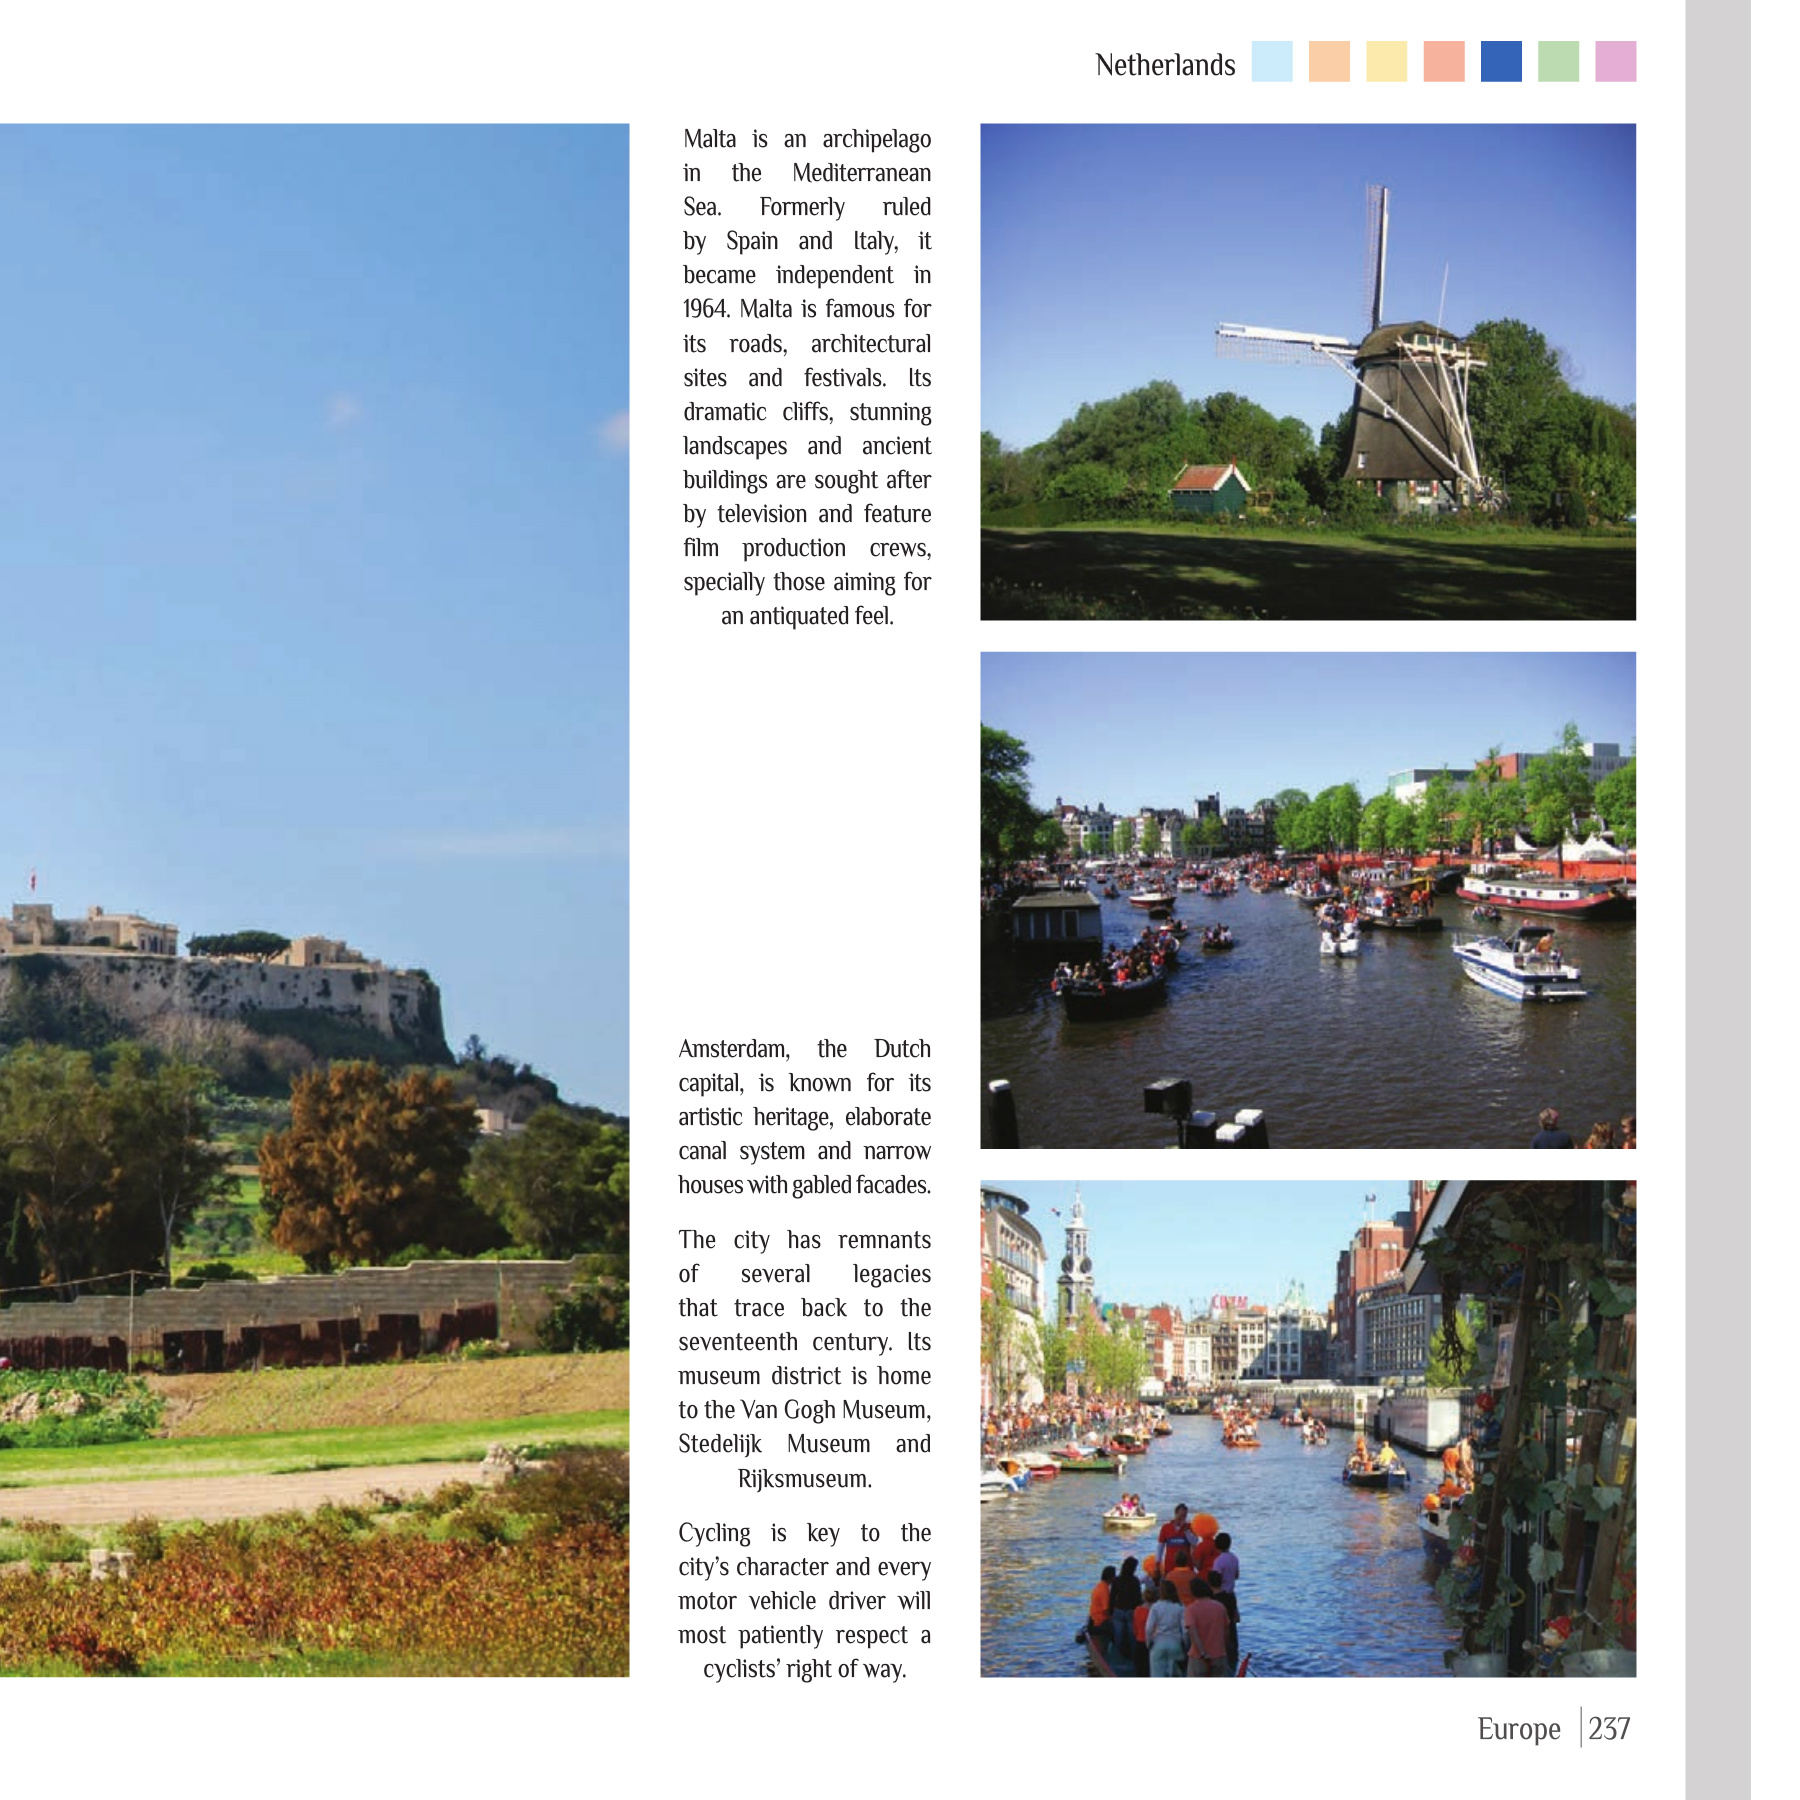 Netherlands
Malta is an archipelago
in the Mediterranean
Sea. Formerly ruled
by Spain and Italy, it
became independent in
1964. Malta is famous for
its roads, architectural
sites and festivals. Its
dramatic cliffs, stunning
landscapes and ancient
buildings are sought after
by television and feature
film production crews,
specially those aiming for
an antiquated feel.
Amsterdam, the Dutch
capital, is known for its
artistic heritage, elaborate
canal system and narrow
houses with gabled facades.
The city has remnants
of several legacies
that trace back to the
seventeenth century. Its
museum district is home
to the Van Gogh Museum,
Stedelijk Museum and
Rijksmuseum.
Cycling is key to the
city's character and every
motor vehicle driver will
most patiently respect a
cyclists' right of way.
Europe 237